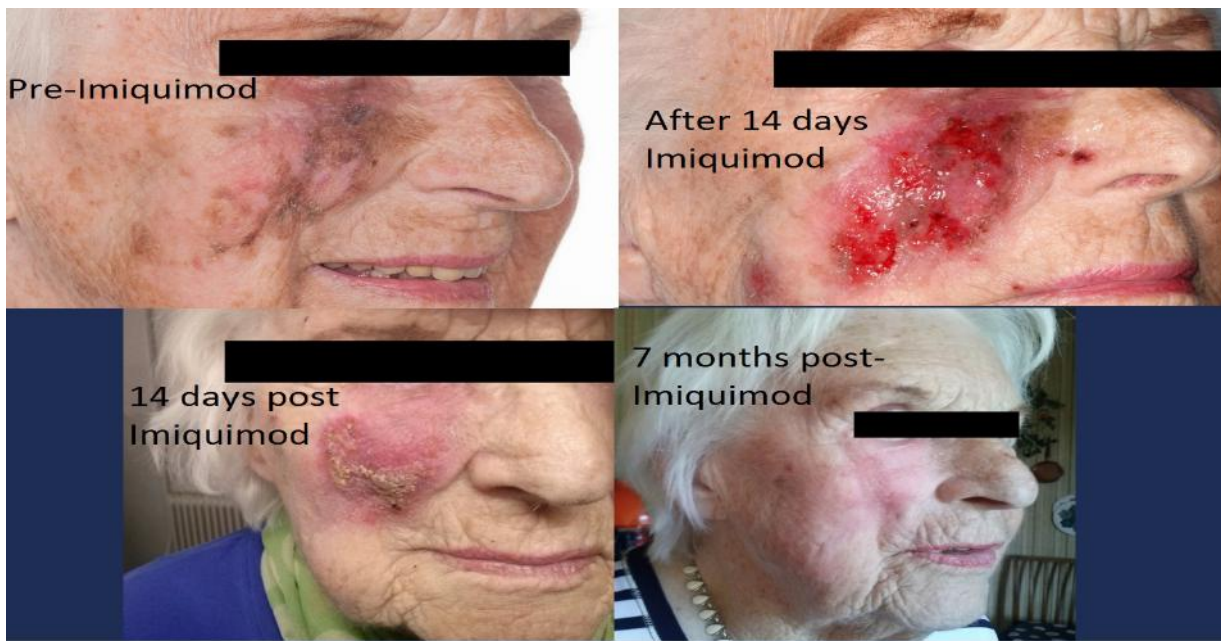 Pre-Imiquimod
After 14 days
Imiquimod
14 days post
Imiquimod
7 months post-
Imiquimod